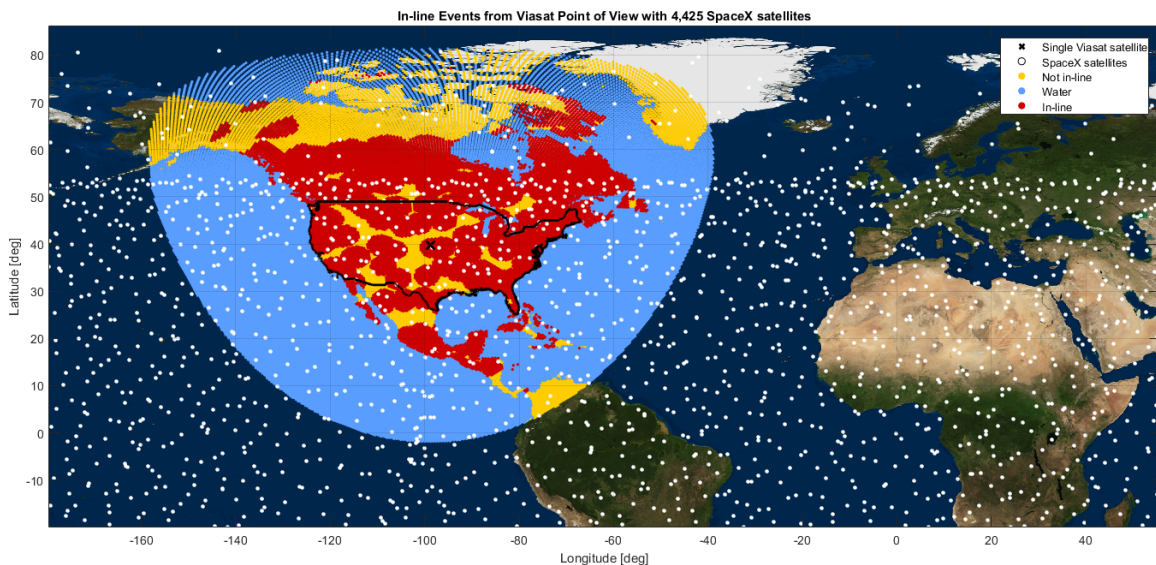 In-line Events from Viasat Point of View with 4,425 SpaceX satellites
Single Viasat satellite
SpaceX satellites
Not in-line
Water
In-line
Latitude [deg]
80
70
60
50
40
30
20
10
0
-10
-160
-140
-120
-100
-80
-60
-40
-20
0
20
40
Longitude [deg]